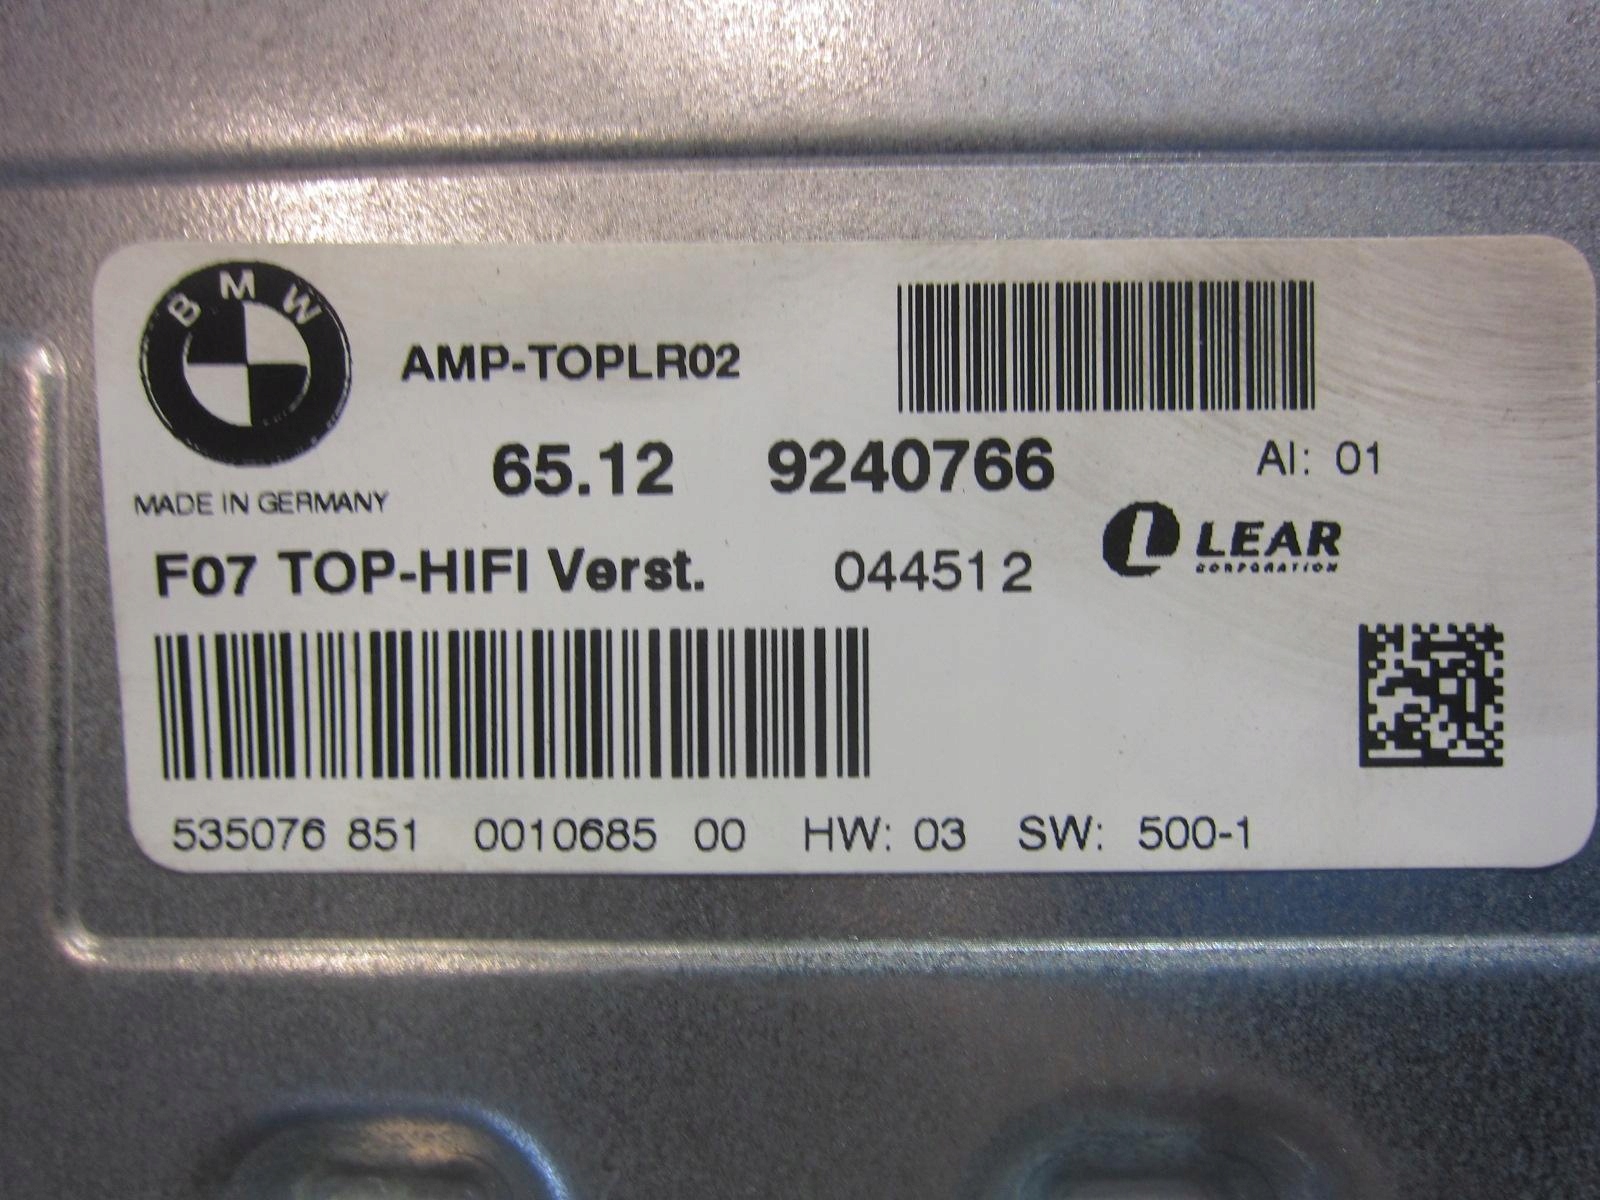 BMW
AMP-TOPLR02
65.12 9240766
AI: 01
MADE IN GERMANY
LEAR
CORPORATION
F07 TOP-HIFI Verst. 044512
535076 851 0010685 00 HW: 03 SW: 500-1